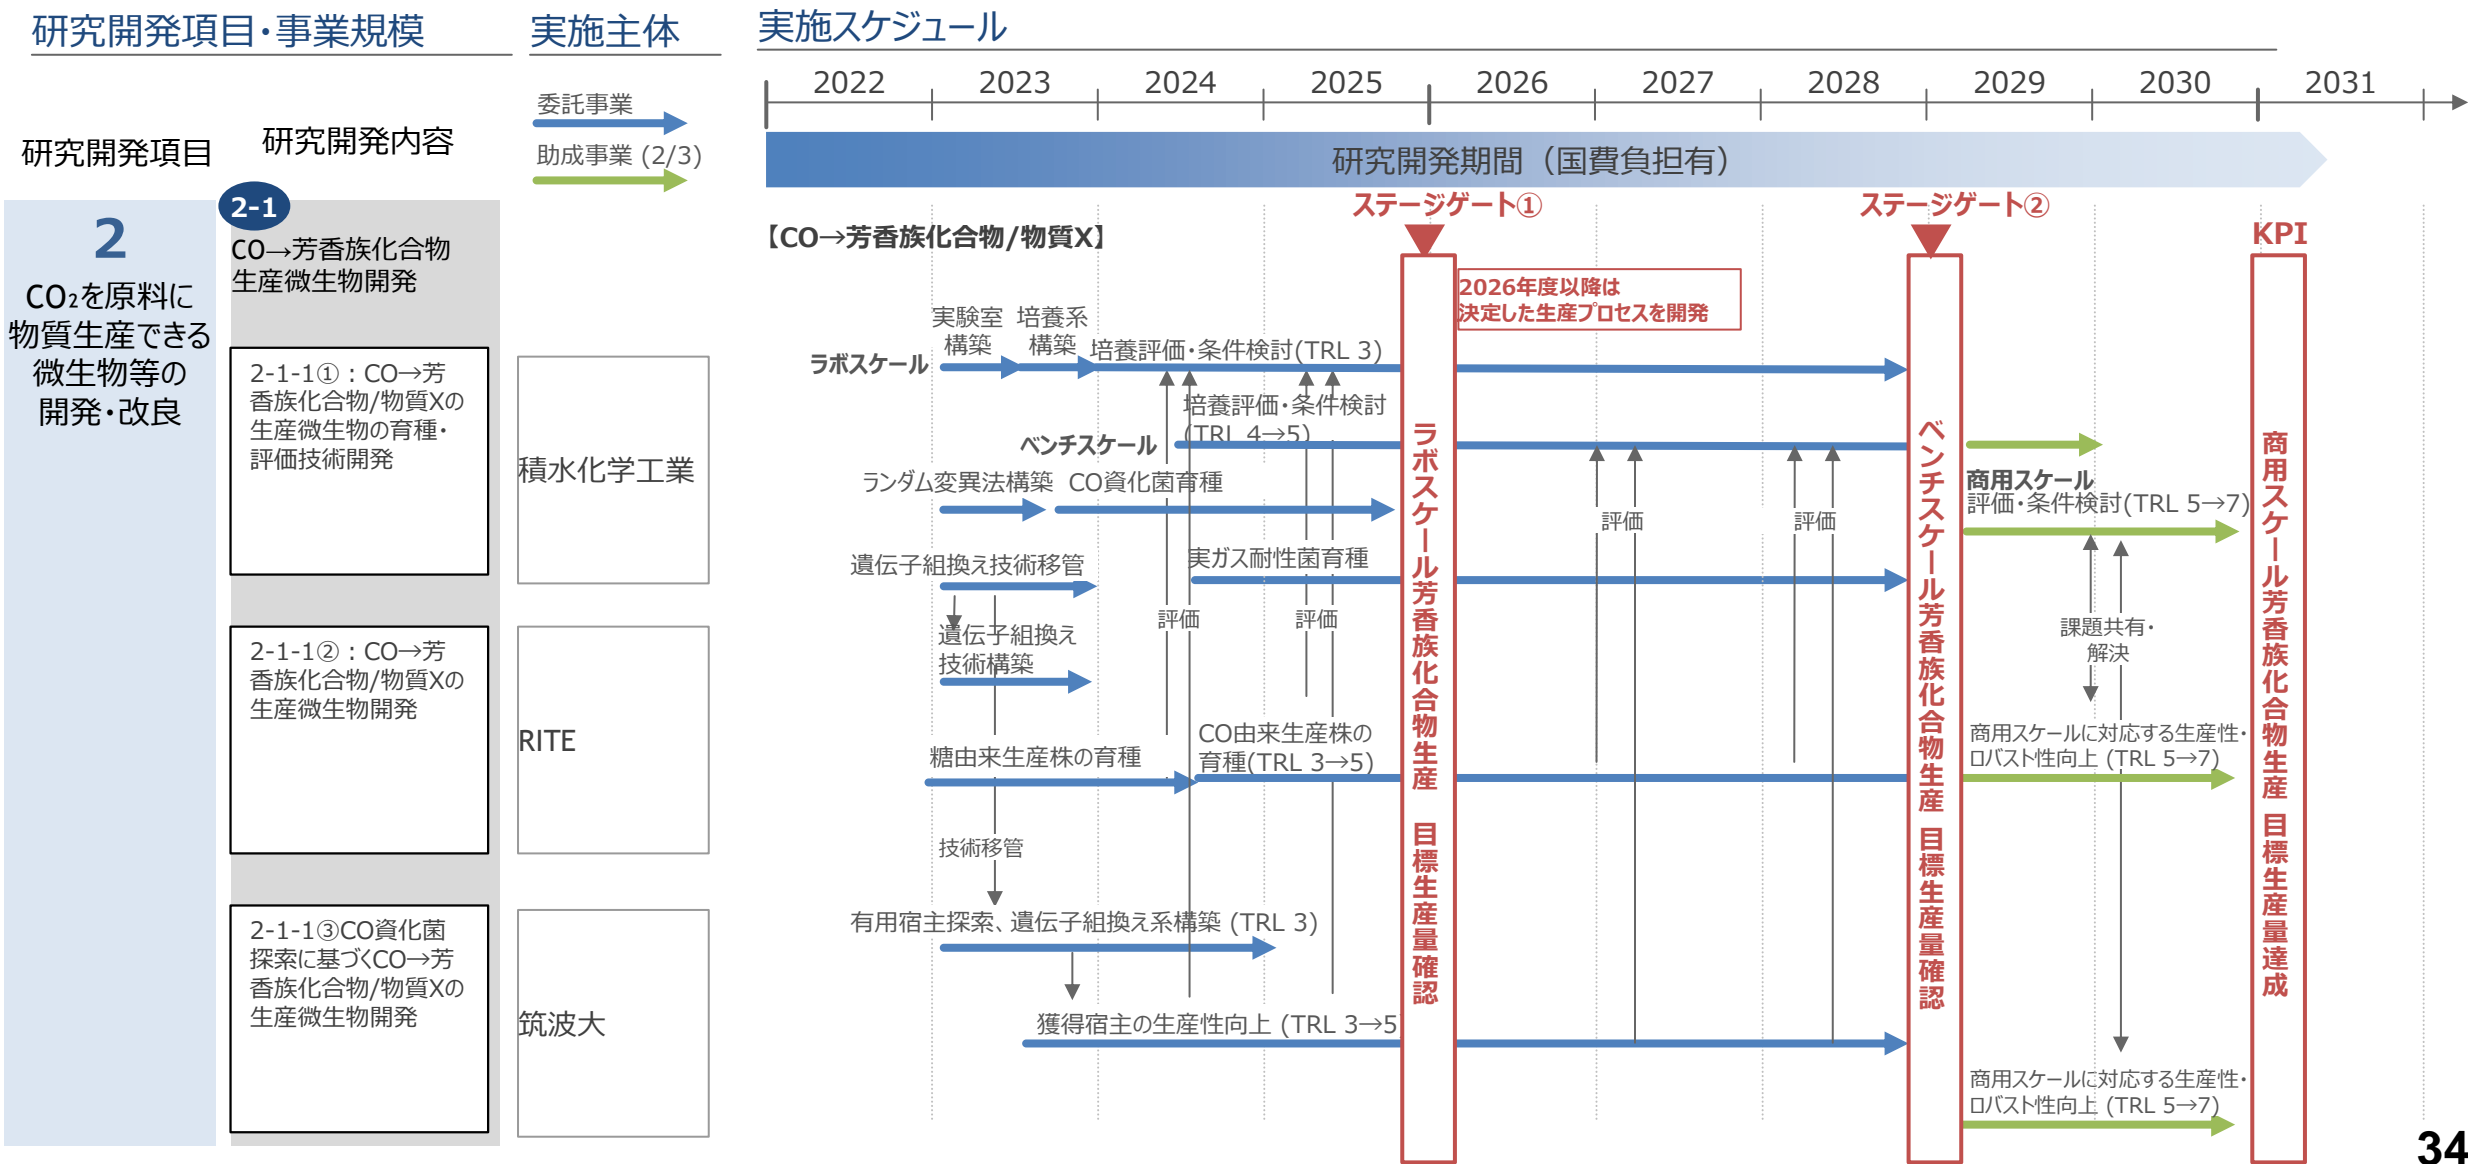 研究開発項目・事業規模
実施主体
実施スケジュール
2022
2023
2024
2025
2026
2027
2028
2029
2030
2031
委託事業
助成事業 (2/3)
研究開発項目
研究開発内容
研究開発期間（国費負担有）
2
CO₂を原料に
物質生産できる
微生物等の
開発・改良
2-1
CO→芳香族化合物
生産微生物開発
2-1-1①：CO→芳
香族化合物/物質Xの
生産微生物の育種・
評価技術開発
積水化学工業
2-1-1②：CO→芳
香族化合物/物質Xの
生産微生物開発
RITE
2-1-1③CO資化菌
探索に基づくCO→芳
香族化合物/物質Xの
生産微生物開発
筑波大
【CO→芳香族化合物/物質X】
ステージゲート①
ステージゲート②
KPI
2026年度以降は
決定した生産プロセスを開発
ラボスケール
実験室
構築
培養系
構築
培養評価・条件検討(TRL 3)
ベンチスケール
培養評価・条件検討
(TRL 4→5)
ランダム変異法構築
CO資化菌育種
遺伝子組換え技術移管
実ガス耐性菌育種
遺伝子組換え
技術構築
評価
評価
評価
評価
糖由来生産株の育種
CO由来生産株の
育種(TRL 3→5)
技術移管
有用宿主探索、遺伝子組換え系構築 (TRL 3)
獲得宿主の生産性向上 (TRL 3→5
ラボスケール芳香族化合物生産 目標生産量確認
ベンチスケール芳香族化合物生産 目標生産量確認
商用スケール
評価・条件検討(TRL 5→7)
課題共有・
解決
商用スケールに対応する生産性・
ロバスト性向上 (TRL 5→7)
商用スケールに対応する生産性・
ロバスト性向上 (TRL 5→7)
商用スケール芳香族化合物生産 目標生産量達成
34